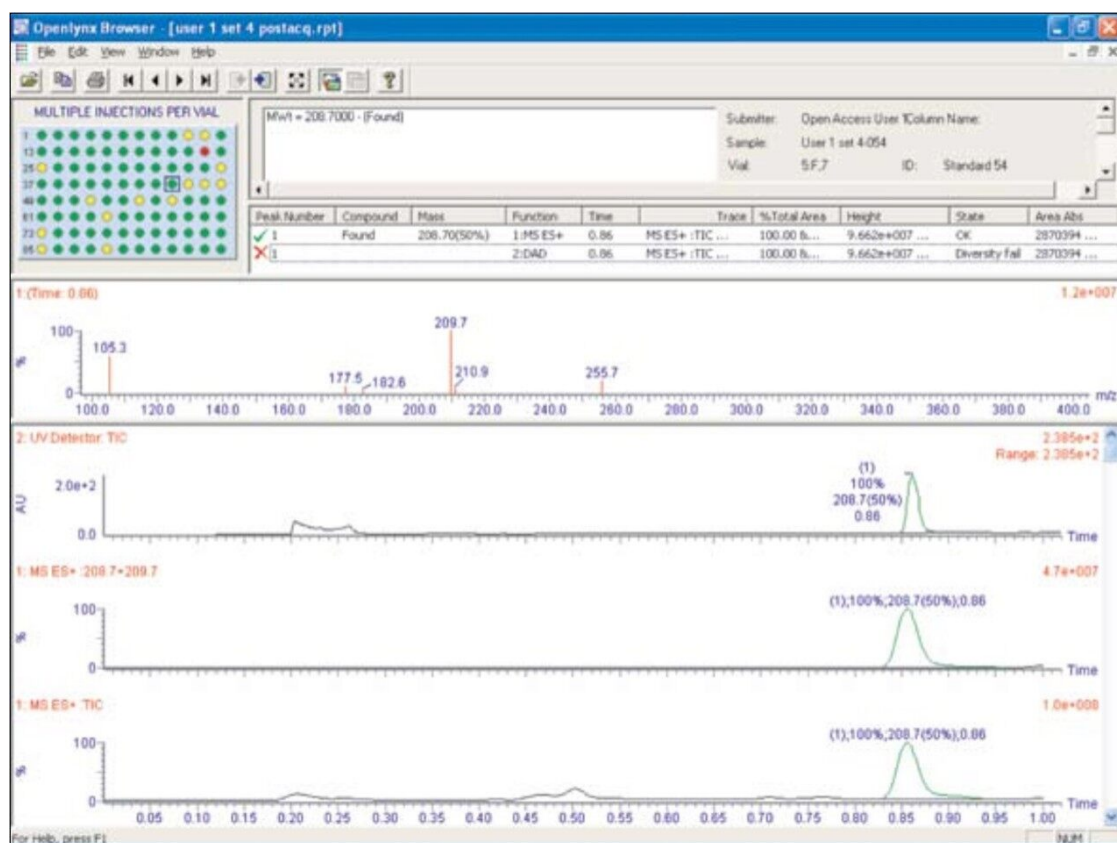 Openlynx Browser - [user 1 set 4 postacq.rpt]
File Edit View Window Help
MULTIPLE INJECTIONS PER VIAL
1
13
25
37
49
61
73
85
MWt = 208.7000 - (Found)
Submitter: Open Access User 1Column Name:
Sample: User 1 set 4-054
Vial: 5:F,7 ID: Standard 54
Peak Number Compound Mass Function Time Trace %Total Area Height State Area Abs
1 Found 208.70(50%) 1:MS ES+ 0.86 MS ES+ :TIC ... 100.00 &... 9.662e+007 ... OK 2870394 ...
1 2:DAD 0.86 MS ES+ :TIC ... 100.00 &... 9.662e+007 ... Diversity fail 2870394 ...
1:(Time: 0.86) 1.2e+007
100
%
0
105.3
177.5
182.6
209.7
210.9
255.7
100.0 120.0 140.0 160.0 180.0 200.0 220.0 240.0 260.0 280.0 300.0 320.0 340.0 360.0 380.0 400.0 m/z
2: UV Detector: TIC 2.385e+2
Range: 2.385e+2
AU
2.0e+2
0.0
(1)
100%
208.7(50%)
0.86
Time
1: MS ES+ :208.7+209.7 4.7e+007
(1);100%;208.7(50%);0.86
100
%
0
Time
1: MS ES+ :TIC 1.0e+008
(1);100%;208.7(50%);0.86
100
%
0
Time
0.05 0.10 0.15 0.20 0.25 0.30 0.35 0.40 0.45 0.50 0.55 0.60 0.65 0.70 0.75 0.80 0.85 0.90 0.95 1.00
For Help, press F1 NUM